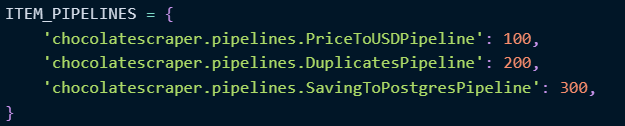 ITEM_PIPELINES = {
    'chocolatescraper.pipelines.PriceToUSDPipeline': 100,
    'chocolatescraper.pipelines.DuplicatesPipeline': 200,
    'chocolatescraper.pipelines.SavingToPostgresPipeline': 300,
}